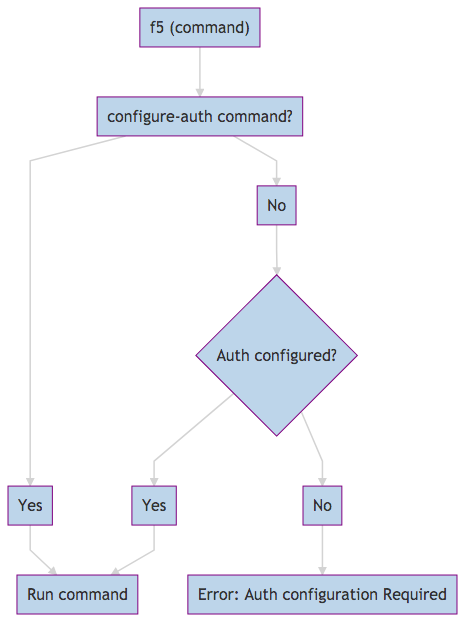 f5 (command)
configure-auth command?
No
Auth configured?
Yes
Yes
No
Run command
Error: Auth configuration Required